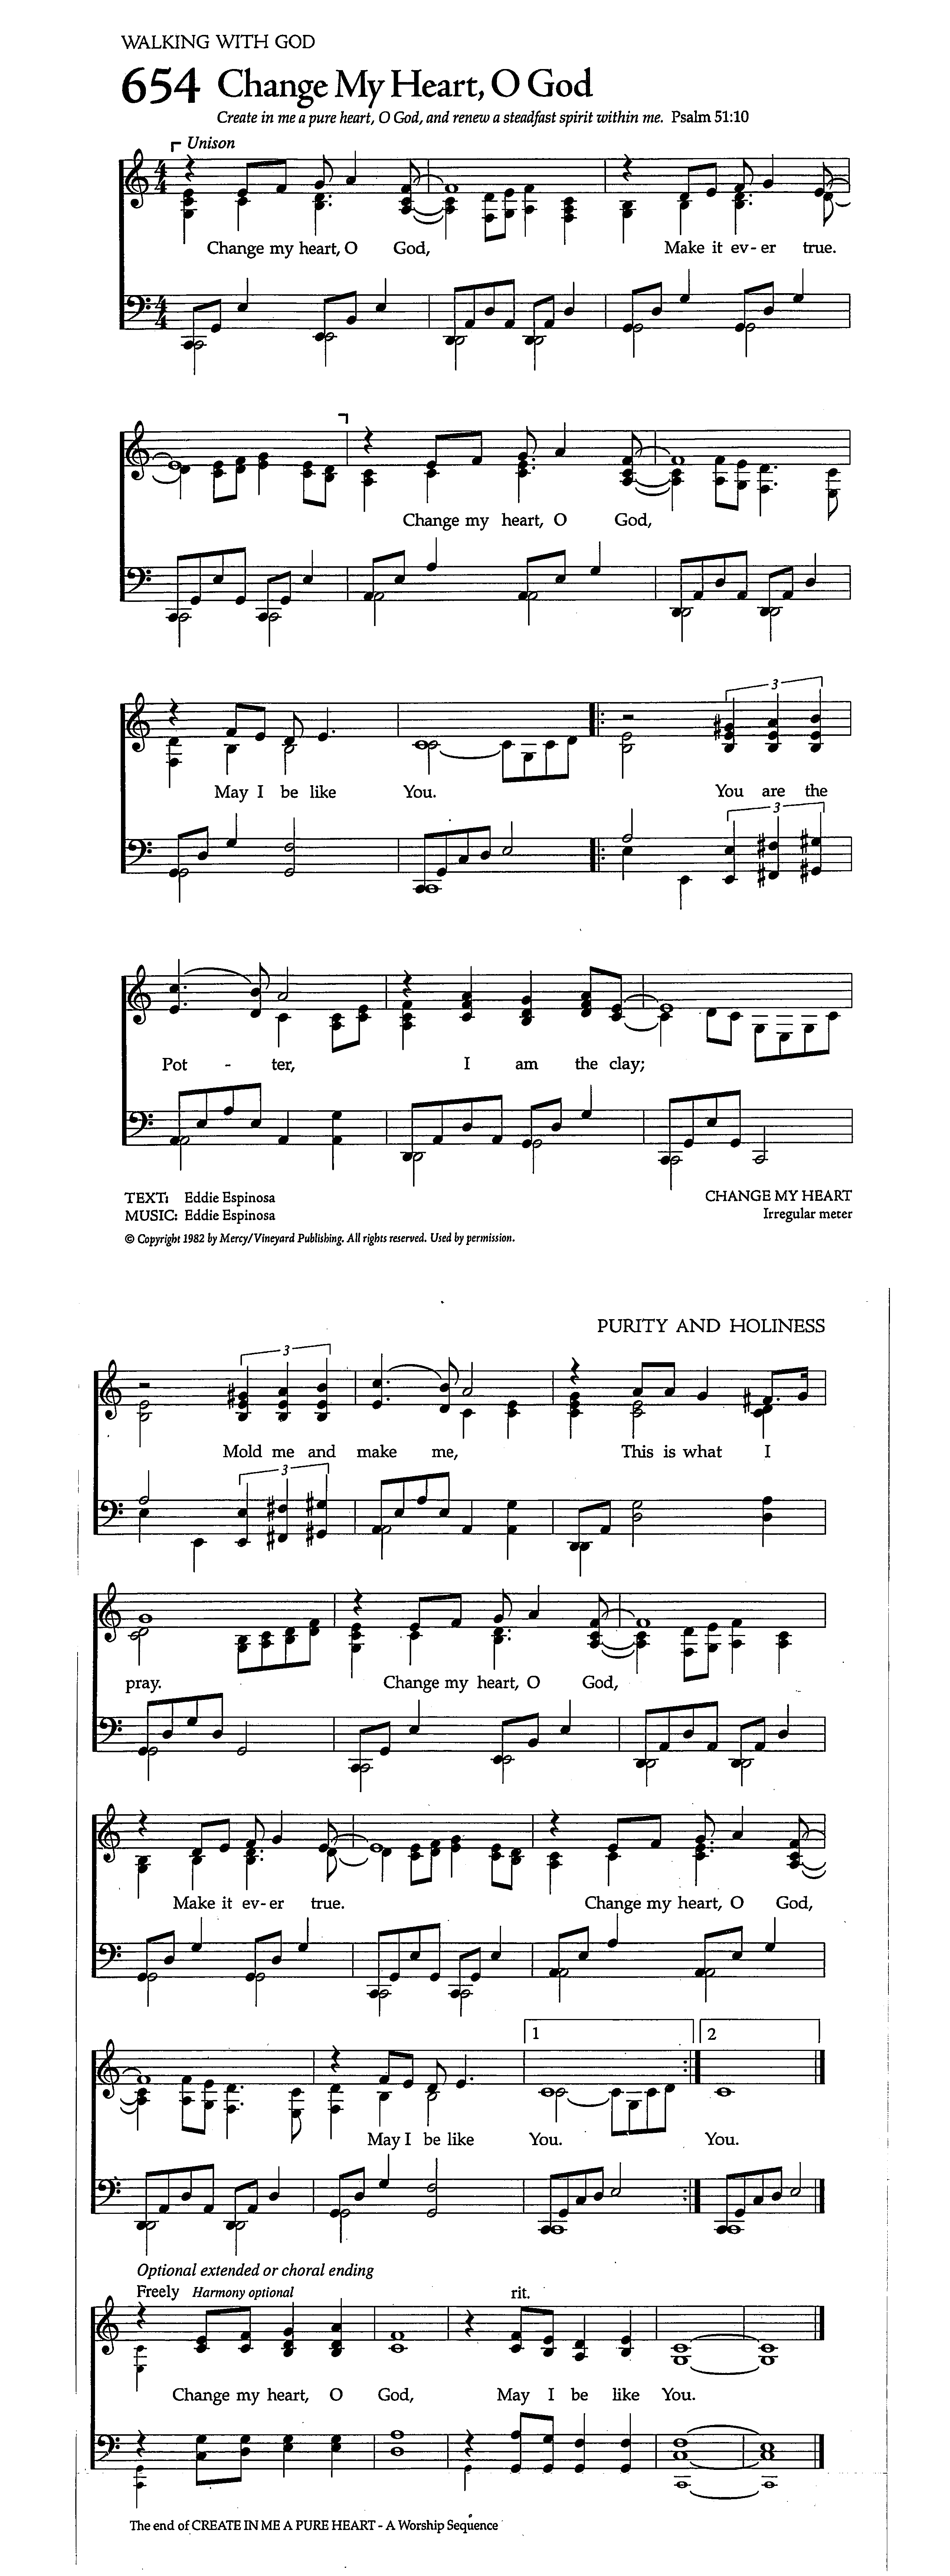 WALKING WITH GOD
654 Change My Heart, O God
Create in me a pure heart, O God, and renew a steadfast spirit within me. Psalm 51:10
Unison
Change my heart, O God, Make it ev- er true.
Change my heart, O God,
May I be like You. You are the
3
3
Pot - ter, I am the clay;
TEXT: Eddie Espinosa
MUSIC: Eddie Espinosa
CHANGE MY HEART
Irregular meter
© Copyright 1982 by Mercy/Vineyard Publishing. All rights reserved. Used by permission.
PURITY AND HOLINESS
3
Mold me and make me, This is what I
3
pray. Change my heart, O God,
Make it ev- er true. Change my heart, O God,
1 2
May I be like You. You.
Optional extended or choral ending
Freely Harmony optional rit.
Change my heart, O God, May I be like You.
The end of CREATE IN ME A PURE HEART - A Worship Sequence